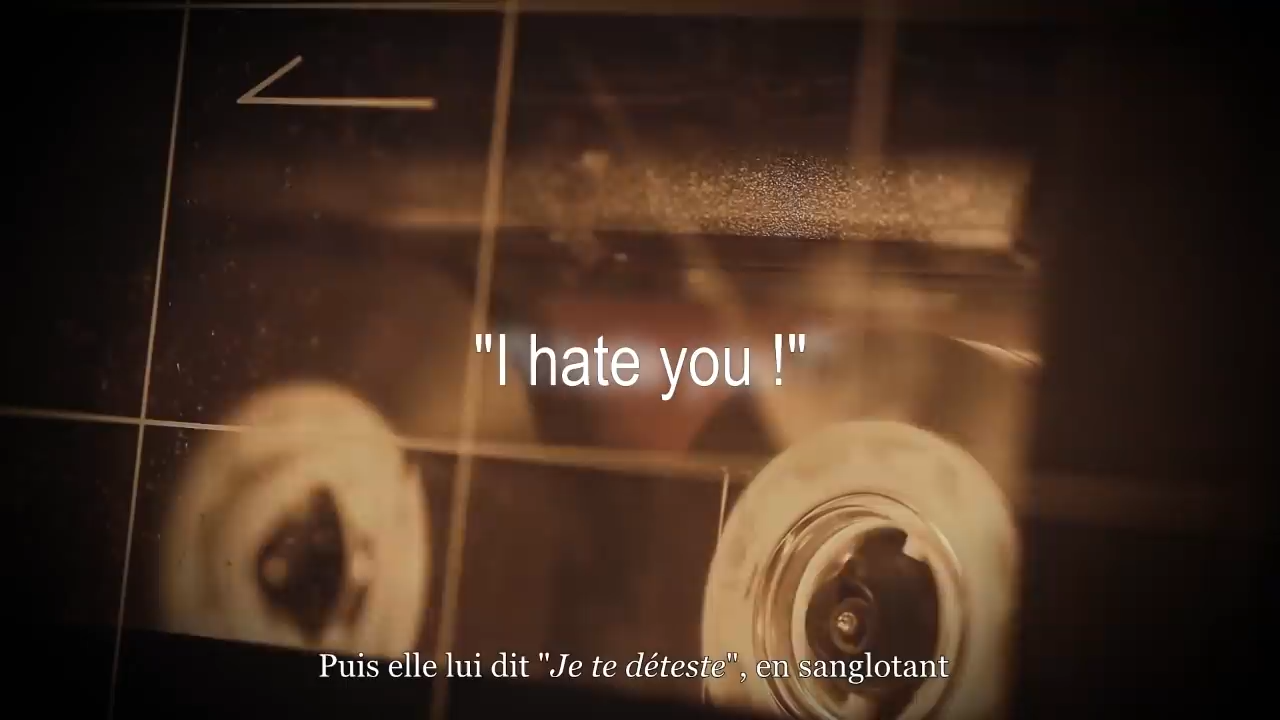 "I hate you !"
Puis elle lui dit "Je te déteste", en sanglotant